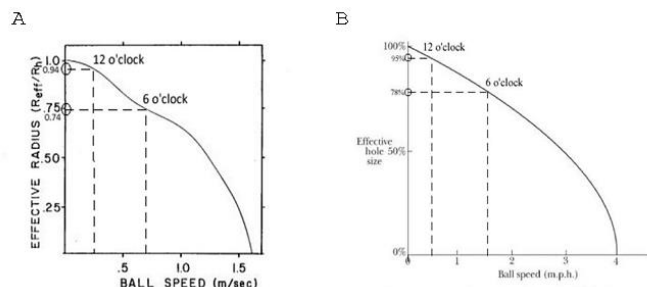 A
EFFECTIVE RADIUS (Reff/Rh)
1.0
0.94
.75
0.74
.50
.25
12 o'clock
6 o'clock
.5
1.0
1.5
BALL SPEED (m/sec)
B
100%
95%
78%
Effective
hole
size
50%
0%
12 o'clock
6 o'clock
0
1
2
3
4
Ball speed (m.p.h.)